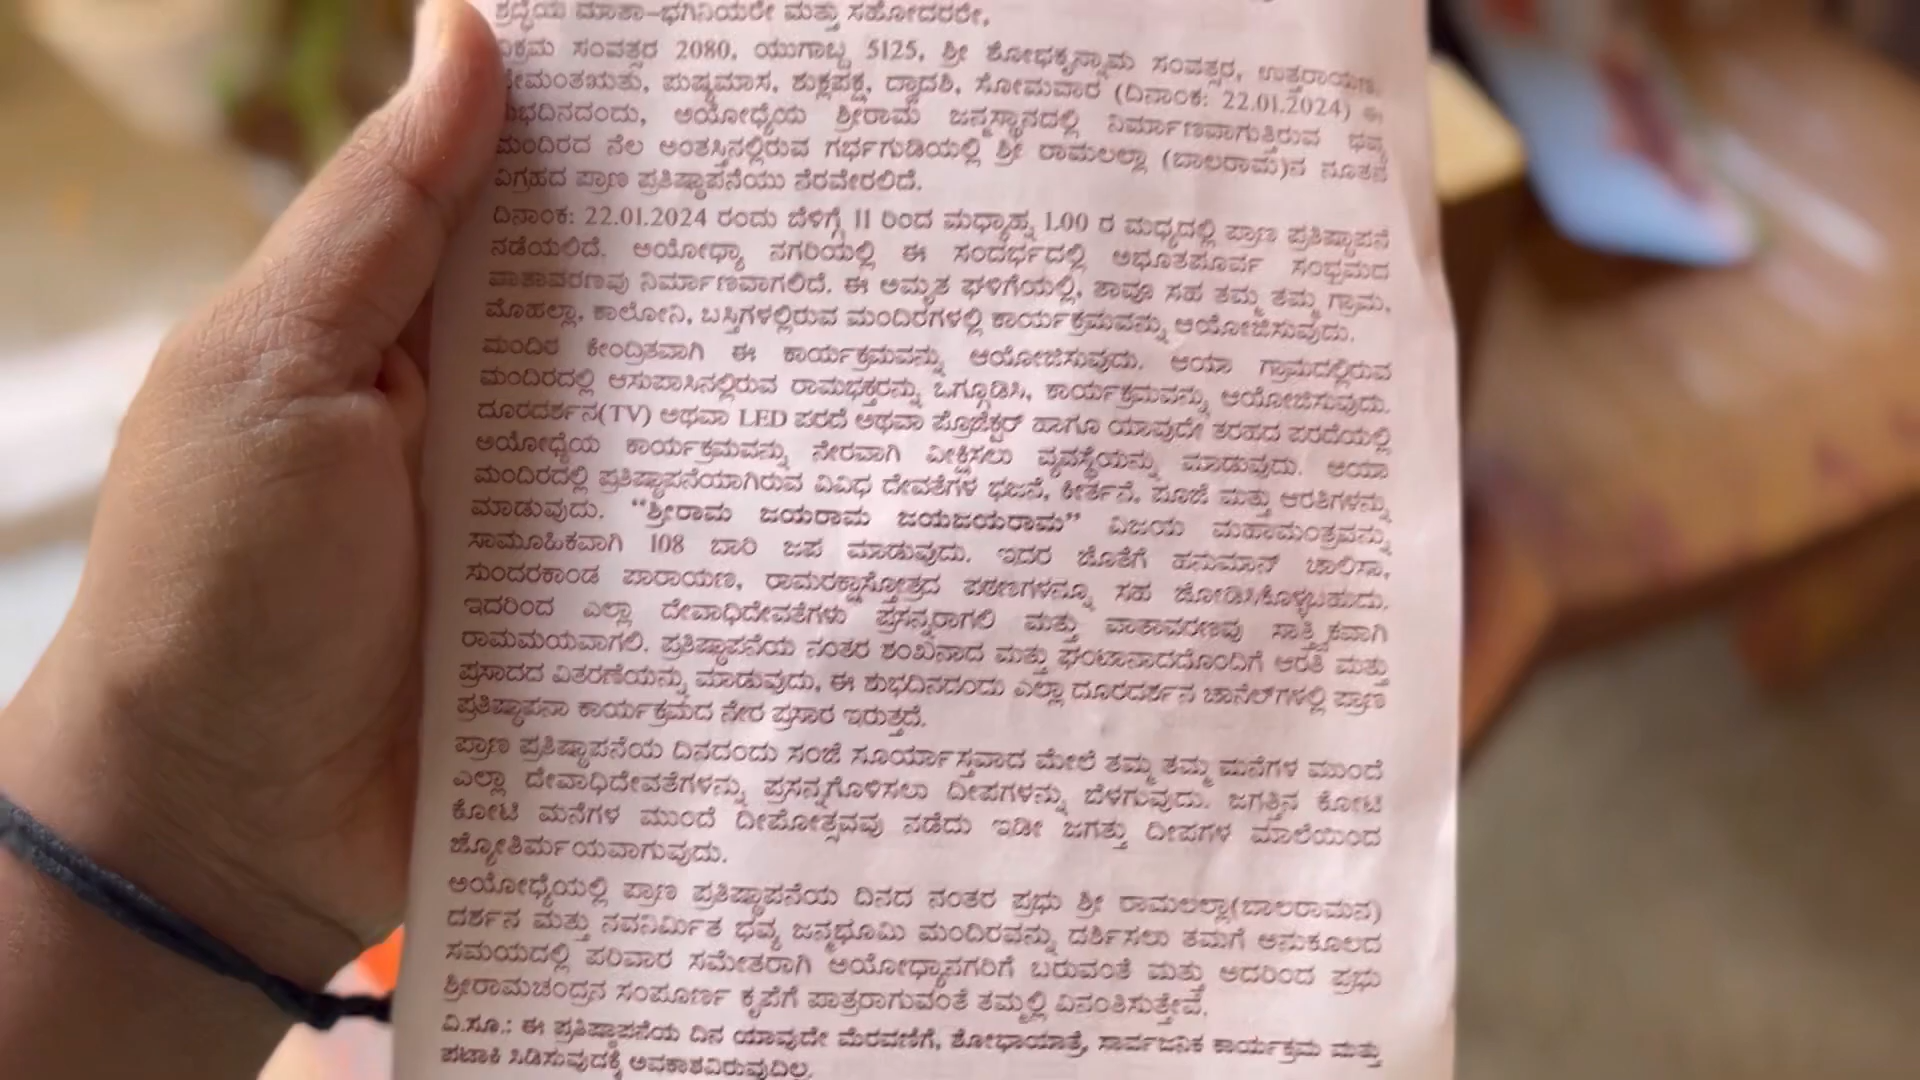 ಶ್ರದ್ಧೆಯ ಮಾತಾ-ಭಗಿನಿಯರೇ ಮತ್ತು ಸಹೋದರರೇ,
ವಿಕ್ರಮ ಸಂವತ್ಸರ 2080, ಯುಗಾಬ್ಧ 5125, ಶ್ರೀ ಶೋಭಕೃನ್ನಾಮ ಸಂವತ್ಸರ, ಉತ್ತರಾಯಣ,
ಹೇಮಂತಋತು, ಪುಷ್ಯಮಾಸ, ಶುಕ್ಲಪಕ್ಷ, ದ್ವಾದಶಿ, ಸೋಮವಾರ (ದಿನಾಂಕ: 22.01.2024) ಈ
ಶುಭದಿನದಂದು, ಅಯೋಧ್ಯೆಯ ಶ್ರೀರಾಮ ಜನ್ಮಸ್ಥಾನದಲ್ಲಿ ನಿರ್ಮಾಣವಾಗುತ್ತಿರುವ ಭವ್ಯ
ಮಂದಿರದ ನೆಲ ಅಂತಸ್ತಿನಲ್ಲಿರುವ ಗರ್ಭಗುಡಿಯಲ್ಲಿ ಶ್ರೀ ರಾಮಲಲ್ಲಾ (ಬಾಲರಾಮ)ನ ನೂತನ
ವಿಗ್ರಹದ ಪ್ರಾಣ ಪ್ರತಿಷ್ಠಾಪನೆಯು ನೆರವೇರಲಿದೆ.
ದಿನಾಂಕ: 22.01.2024 ರಂದು ಬೆಳಿಗ್ಗೆ 11 ರಿಂದ ಮಧ್ಯಾಹ್ನ 1.00 ರ ಮಧ್ಯದಲ್ಲಿ ಪ್ರಾಣ ಪ್ರತಿಷ್ಠಾಪನೆ
ನಡೆಯಲಿದೆ. ಅಯೋಧ್ಯಾ ನಗರಿಯಲ್ಲಿ ಈ ಸಂದರ್ಭದಲ್ಲಿ ಅಭೂತಪೂರ್ವ ಸಂಭ್ರಮದ
ವಾತಾವರಣವು ನಿರ್ಮಾಣವಾಗಲಿದೆ. ಈ ಅಮೃತ ಘಳಿಗೆಯಲ್ಲಿ, ತಾವೂ ಸಹ ತಮ್ಮ ತಮ್ಮ ಗ್ರಾಮ,
ಮೊಹಲ್ಲಾ, ಕಾಲೋನಿ, ಬಸ್ತಿಗಳಲ್ಲಿರುವ ಮಂದಿರಗಳಲ್ಲಿ ಕಾರ್ಯಕ್ರಮವನ್ನು ಆಯೋಜಿಸುವುದು.
ಮಂದಿರ ಕೇಂದ್ರಿತವಾಗಿ ಈ ಕಾರ್ಯಕ್ರಮವನ್ನು ಆಯೋಜಿಸುವುದು. ಆಯಾ ಗ್ರಾಮದಲ್ಲಿರುವ
ಮಂದಿರದಲ್ಲಿ ಆಸುಪಾಸಿನಲ್ಲಿರುವ ರಾಮಭಕ್ತರನ್ನು ಒಗ್ಗೂಡಿಸಿ, ಕಾರ್ಯಕ್ರಮವನ್ನು ಆಯೋಜಿಸುವುದು.
ದೂರದರ್ಶನ(TV) ಅಥವಾ LED ಪರದೆ ಅಥವಾ ಪ್ರೊಜೆಕ್ಟರ್ ಹಾಗೂ ಯಾವುದೇ ತರಹದ ಪರದೆಯಲ್ಲಿ
ಅಯೋಧ್ಯೆಯ ಕಾರ್ಯಕ್ರಮವನ್ನು ನೇರವಾಗಿ ವೀಕ್ಷಿಸಲು ವ್ಯವಸ್ಥೆಯನ್ನು ಮಾಡುವುದು. ಆಯಾ
ಮಂದಿರದಲ್ಲಿ ಪ್ರತಿಷ್ಠಾಪನೆಯಾಗಿರುವ ವಿವಿಧ ದೇವತೆಗಳ ಭಜನೆ, ಕೀರ್ತನೆ, ಪೂಜೆ ಮತ್ತು ಆರತಿಗಳನ್ನು
ಮಾಡುವುದು. “ಶ್ರೀರಾಮ ಜಯರಾಮ ಜಯಜಯರಾಮ” ವಿಜಯ ಮಹಾಮಂತ್ರವನ್ನು
ಸಾಮೂಹಿಕವಾಗಿ 108 ಬಾರಿ ಜಪ ಮಾಡುವುದು. ಇದರ ಜೊತೆಗೆ ಹನುಮಾನ್ ಚಾಲಿಸಾ,
ಸುಂದರಕಾಂಡ ಪಾರಾಯಣ, ರಾಮರಕ್ಷಾಸ್ತೋತ್ರದ ಪಠಣಗಳನ್ನೂ ಸಹ ಜೋಡಿಸಿಕೊಳ್ಳಬಹುದು.
ಇದರಿಂದ ಎಲ್ಲಾ ದೇವಾಧಿದೇವತೆಗಳು ಪ್ರಸನ್ನರಾಗಲಿ ಮತ್ತು ವಾತಾವರಣವು ಸಾತ್ತ್ವಿಕವಾಗಿ
ರಾಮಮಯವಾಗಲಿ. ಪ್ರತಿಷ್ಠಾಪನೆಯ ನಂತರ ಶಂಖನಾದ ಮತ್ತು ಘಂಟಾನಾದದೊಂದಿಗೆ ಆರತಿ ಮತ್ತು
ಪ್ರಸಾದದ ವಿತರಣೆಯನ್ನು ಮಾಡುವುದು, ಈ ಶುಭದಿನದಂದು ಎಲ್ಲಾ ದೂರದರ್ಶನ ಚಾನೆಲ್‌ಗಳಲ್ಲಿ ಪ್ರಾಣ
ಪ್ರತಿಷ್ಠಾಪನಾ ಕಾರ್ಯಕ್ರಮದ ನೇರ ಪ್ರಸಾರ ಇರುತ್ತದೆ.
ಪ್ರಾಣ ಪ್ರತಿಷ್ಠಾಪನೆಯ ದಿನದಂದು ಸಂಜೆ ಸೂರ್ಯಾಸ್ತವಾದ ಮೇಲೆ ತಮ್ಮ ತಮ್ಮ ಮನೆಗಳ ಮುಂದೆ
ಎಲ್ಲಾ ದೇವಾಧಿದೇವತೆಗಳನ್ನು ಪ್ರಸನ್ನಗೊಳಿಸಲು ದೀಪಗಳನ್ನು ಬೆಳಗುವುದು. ಜಗತ್ತಿನ ಕೋಟಿ
ಕೋಟಿ ಮನೆಗಳ ಮುಂದೆ ದೀಪೋತ್ಸವವು ನಡೆದು ಇಡೀ ಜಗತ್ತು ದೀಪಗಳ ಮಾಲೆಯಿಂದ
ಜ್ಯೋತಿರ್ಮಯವಾಗುವುದು.
ಅಯೋಧ್ಯೆಯಲ್ಲಿ ಪ್ರಾಣ ಪ್ರತಿಷ್ಠಾಪನೆಯ ದಿನದ ನಂತರ ಪ್ರಭು ಶ್ರೀ ರಾಮಲಲ್ಲಾ(ಬಾಲರಾಮನ)
ದರ್ಶನ ಮತ್ತು ನವನಿರ್ಮಿತ ಭವ್ಯ ಜನ್ಮಭೂಮಿ ಮಂದಿರವನ್ನು ದರ್ಶಿಸಲು ತಮಗೆ ಅನುಕೂಲದ
ಸಮಯದಲ್ಲಿ ಪರಿವಾರ ಸಮೇತರಾಗಿ ಅಯೋಧ್ಯಾನಗರಿಗೆ ಬರುವಂತೆ ಮತ್ತು ಅದರಿಂದ ಪ್ರಭು
ಶ್ರೀರಾಮಚಂದ್ರನ ಸಂಪೂರ್ಣ ಕೃಪೆಗೆ ಪಾತ್ರರಾಗುವಂತೆ ತಮ್ಮಲ್ಲಿ ವಿನಂತಿಸುತ್ತೇವೆ.
ವಿ.ಸೂ.: ಈ ಪ್ರತಿಷ್ಠಾಪನೆಯ ದಿನ ಯಾವುದೇ ಮೆರವಣಿಗೆ, ಶೋಭಾಯಾತ್ರೆ, ಸಾರ್ವಜನಿಕ ಕಾರ್ಯಕ್ರಮ ಮತ್ತು
ಪಟಾಕಿ ಸಿಡಿಸುವುದಕ್ಕೆ ಅವಕಾಶವಿರುವುದಿಲ್ಲ.